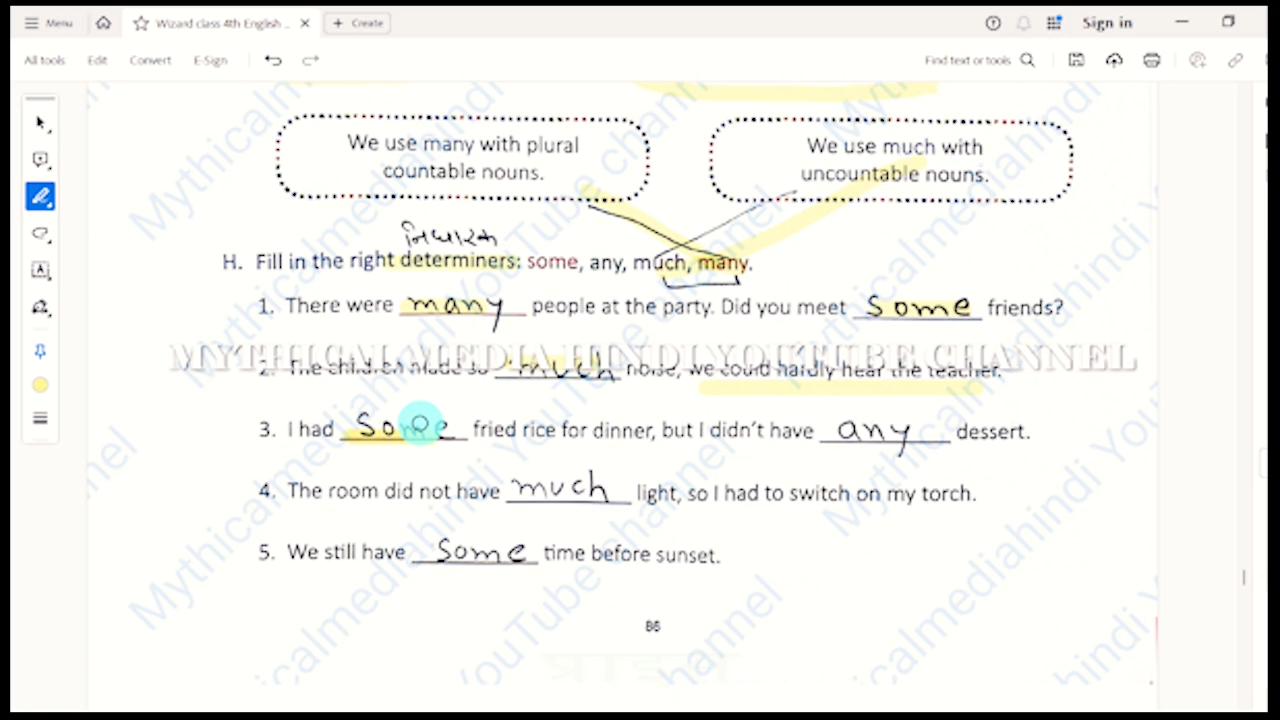 Menu Wizard class 4th English .. × + Create Sign in
All tools Edit Convert E-Sign Find text or tools
We use many with plural
countable nouns.
We use much with
uncountable nouns.
H. Fill in the right determiners: some, any, much, many.
1. There were many people at the party. Did you meet some friends?
MYTHICAL MEDIA HINDI YOUTUBE CHANNEL
2. The children made so much noise, we could hardly hear the teacher.
3. I had some fried rice for dinner, but I didn't have any dessert.
4. The room did not have much light, so I had to switch on my torch.
5. We still have some time before sunset.
86
Mythicalmediahindi YouTube channel